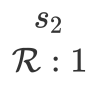 s₂
ℛ : 1